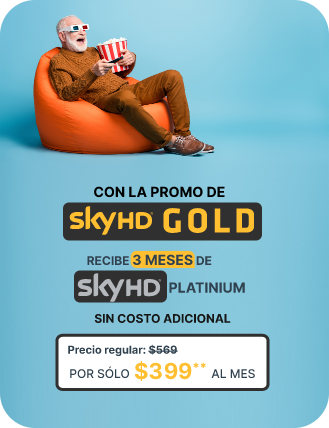 CON LA PROMO DE
SKYHD GOLD
RECIBE 3 MESES DE
SKYHD PLATINIUM
SIN COSTO ADICIONAL
Precio regular: $569
POR SÓLO $399** AL MES